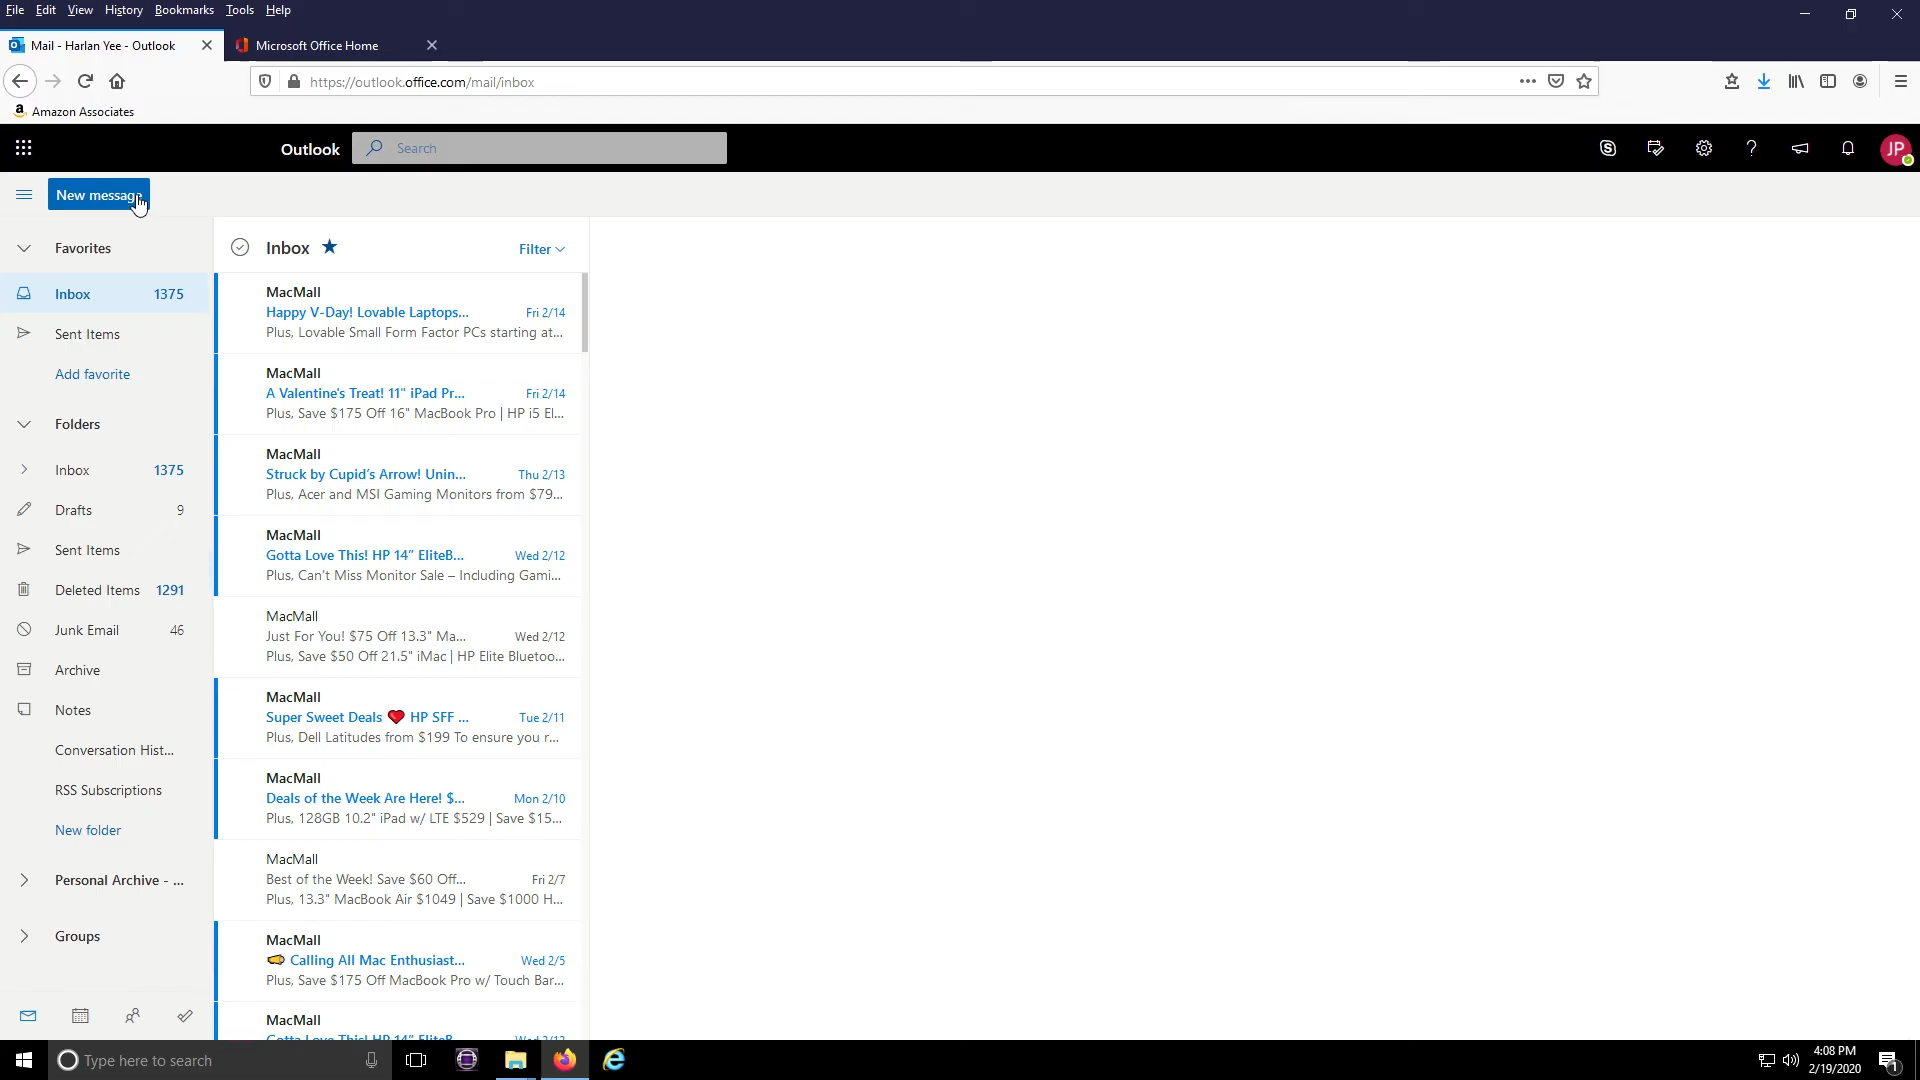 File Edit View History Bookmarks Tools Help
Mail - Harlan Yee - Outlook
Microsoft Office Home
https://outlook.office.com/mail/inbox
Amazon Associates
Outlook
Search
JP
New message
Favorites
Inbox 1375
Sent Items
Add favorite
Folders
Inbox 1375
Drafts 9
Sent Items
Deleted Items 1291
Junk Email 46
Archive
Notes
Conversation Hist...
RSS Subscriptions
New folder
Personal Archive - ...
Groups
Inbox
Filter
MacMall
Happy V-Day! Lovable Laptops... Fri 2/14
Plus, Lovable Small Form Factor PCs starting at...
MacMall
A Valentine's Treat! 11" iPad Pr... Fri 2/14
Plus, Save $175 Off 16" MacBook Pro | HP i5 El...
MacMall
Struck by Cupid’s Arrow! Unin... Thu 2/13
Plus, Acer and MSI Gaming Monitors from $79...
MacMall
Gotta Love This! HP 14” EliteB... Wed 2/12
Plus, Can't Miss Monitor Sale – Including Gami...
MacMall
Just For You! $75 Off 13.3" Ma... Wed 2/12
Plus, Save $50 Off 21.5" iMac | HP Elite Bluetoo...
MacMall
Super Sweet Deals ❤ HP SFF ... Tue 2/11
Plus, Dell Latitudes from $199 To ensure you r...
MacMall
Deals of the Week Are Here! $... Mon 2/10
Plus, 128GB 10.2" iPad w/ LTE $529 | Save $15...
MacMall
Best of the Week! Save $60 Off... Fri 2/7
Plus, 13.3" MacBook Air $1049 | Save $1000 H...
MacMall
Calling All Mac Enthusiast... Wed 2/5
Plus, Save $175 Off MacBook Pro w/ Touch Bar...
MacMall
Gotta Love This! HP 14” EliteB... Wed 2/12
Type here to search
4:08 PM
2/19/2020
1